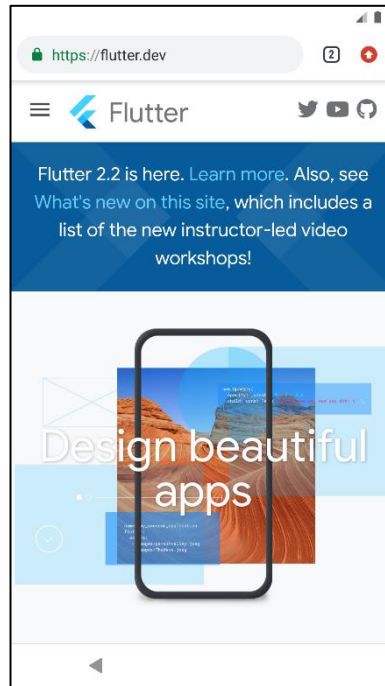 https://flutter.dev
2
Flutter
Flutter 2.2 is here. Learn more. Also, see
What's new on this site, which includes a
list of the new instructor-led video
workshops!
Design beautiful
apps